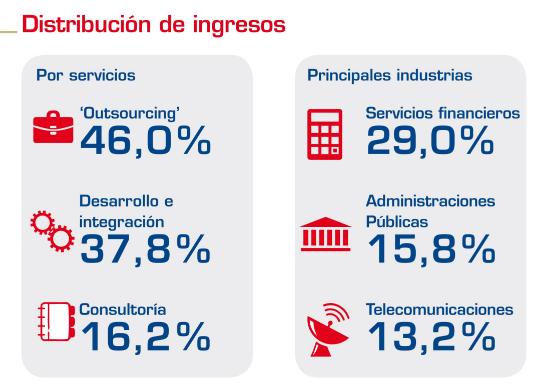 Distribución de ingresos
Por servicios
‘Outsourcing’
46,0%
Desarrollo e
integración
37,8%
Consultoría
16,2%
Principales industrias
Servicios financieros
29,0%
Administraciones
Públicas
15,8%
Telecomunicaciones
13,2%